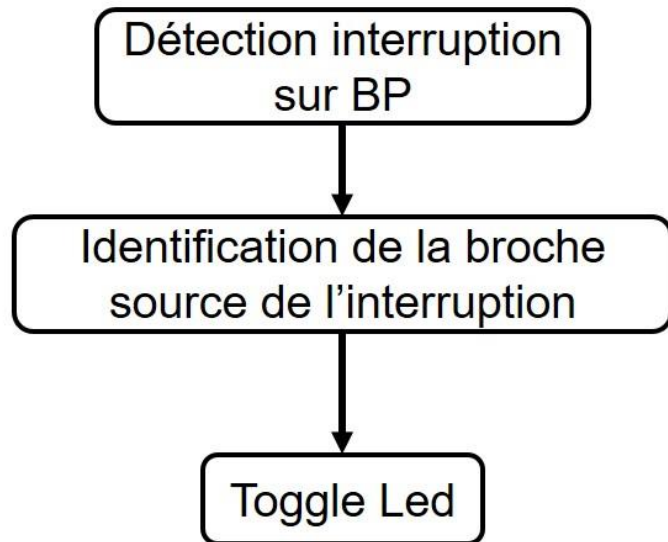 Détection interruption
sur BP
Identification de la broche
source de l’interruption
Toggle Led